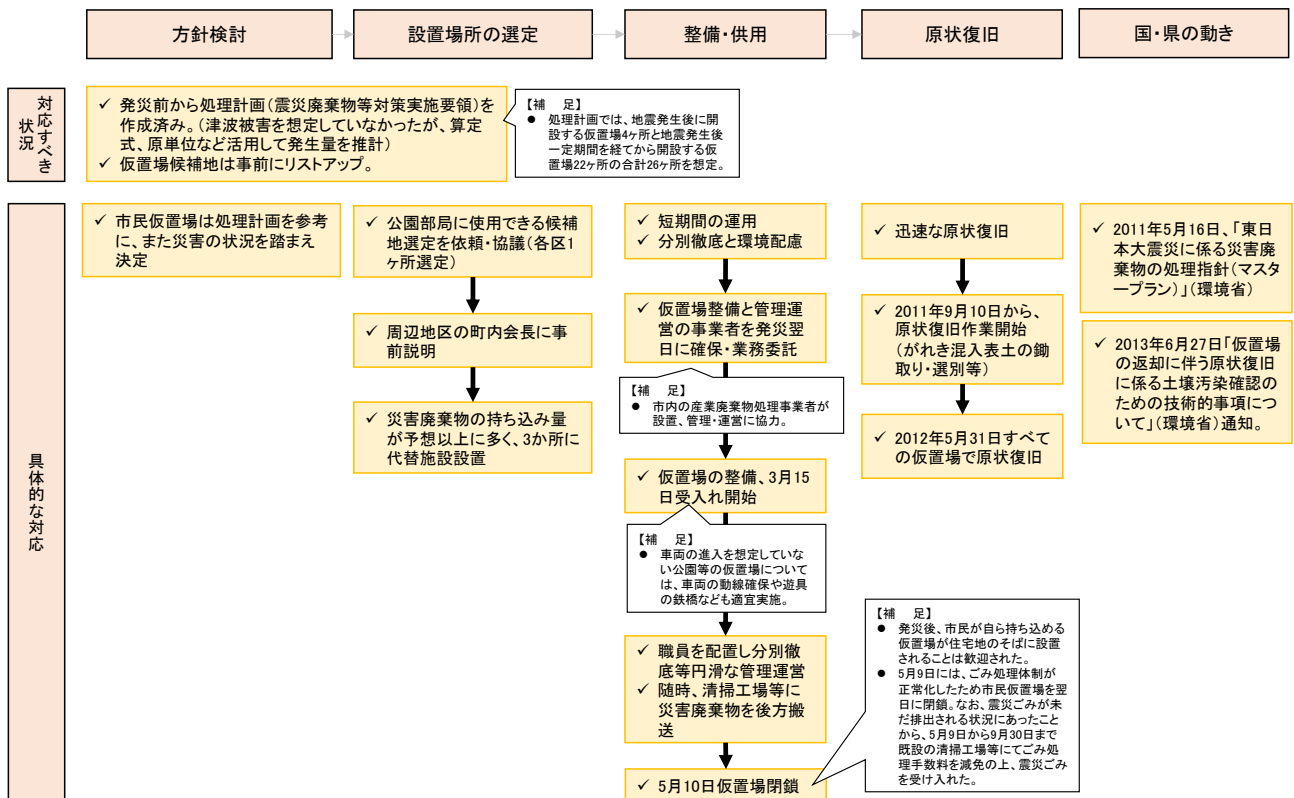 方針検討
設置場所の選定
整備・供用
原状復旧
国・県の動き
対応すべき
状況
✓ 発災前から処理計画(震災廃棄物等対策実施要領)を
作成済み。(津波被害を想定していなかったが、算定
式、原単位など活用して発生量を推計)
✓ 仮置場候補地は事前にリストアップ。
【補　足】
● 処理計画では、地震発生後に開
設する仮置場4ヶ所と地震発生後
一定期間を経てから開設する仮
置場22ヶ所の合計26ヶ所を想定。
具体的な対応
✓ 市民仮置場は処理計画を参考
に、また災害の状況を踏まえ
決定
✓ 公園部局に使用できる候補
地選定を依頼・協議(各区1
ヶ所選定)
✓ 周辺地区の町内会長に事
前説明
✓ 災害廃棄物の持ち込み量
が予想以上に多く、3か所に
代替施設設置
✓ 短期間の運用
✓ 分別徹底と環境配慮
✓ 仮置場整備と管理運
営の事業者を発災翌
日に確保・業務委託
【補　足】
● 市内の産業廃棄物処理事業者が
設置、管理・運営に協力。
✓ 仮置場の整備、3月15
日受入れ開始
【補　足】
● 車両の進入を想定していな
い公園等の仮置場について
は、車両の動線確保や遊具
の鉄橋なども適宜実施。
✓ 職員を配置し分別徹
底等円滑な管理運営
✓ 随時、清掃工場等に
災害廃棄物を後方搬
送
✓ 5月10日仮置場閉鎖
【補　足】
● 発災後、市民が自ら持ち込める
仮置場が住宅地のそばに設置
されることは歓迎された。
● 5月9日には、ごみ処理体制が
正常化したため市民仮置場を翌
日に閉鎖。なお、震災ごみが未
だ排出される状況にあったこと
から、5月9日から9月30日まで
既設の清掃工場等にてごみ処
理手数料を減免の上、震災ごみ
を受け入れた。
✓ 迅速な原状復旧
✓ 2011年9月10日から、
原状復旧作業開始
(がれき混入表土の鋤
取り・選別等)
✓ 2012年5月31日すべて
の仮置場で原状復旧
✓ 2011年5月16日、「東日
本大震災に係る災害廃
棄物の処理指針(マスター
プラン)」(環境省)
✓ 2013年6月27日「仮置場
の返却に伴う原状復旧
に係る土壌汚染確認の
ための技術的事項につ
いて」(環境省)通知。